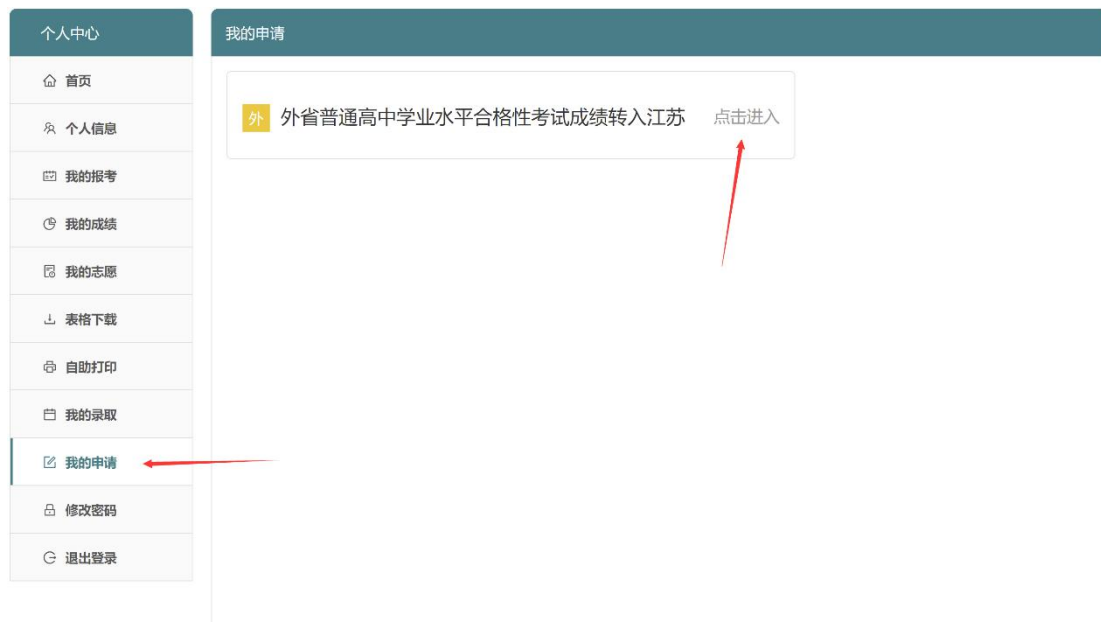 个人中心
首页
个人信息
我的报考
我的成绩
我的志愿
表格下载
自助打印
我的录取
我的申请
修改密码
退出登录
我的申请
外 外省普通高中学业水平合格性考试成绩转入江苏 点击进入